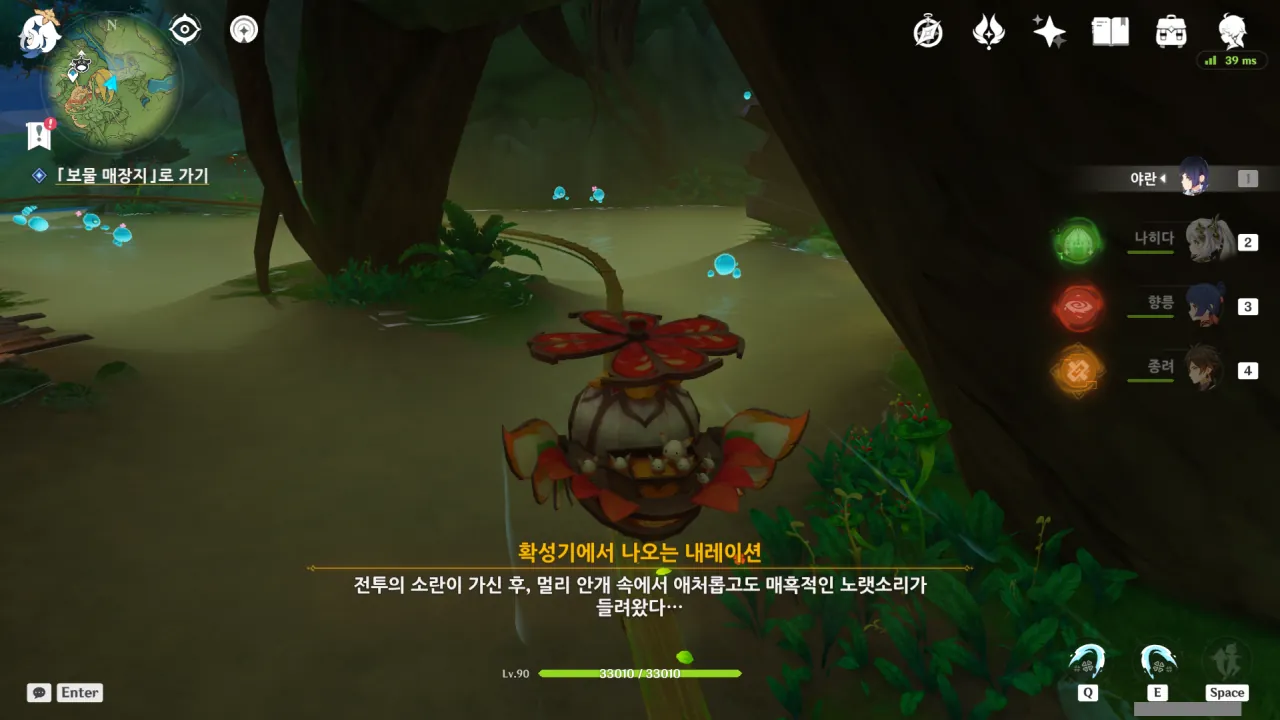 N
39 ms
「보물 매장지」로 가기
야란
1
나히다
2
향릉
3
종려
4
확성기에서 나오는 내레이션
전투의 소란이 가신 후, 멀리 안개 속에서 애처롭고도 매혹적인 노랫소리가
들려왔다…
Lv.90
33010 / 33010
Enter
Q
E
Space